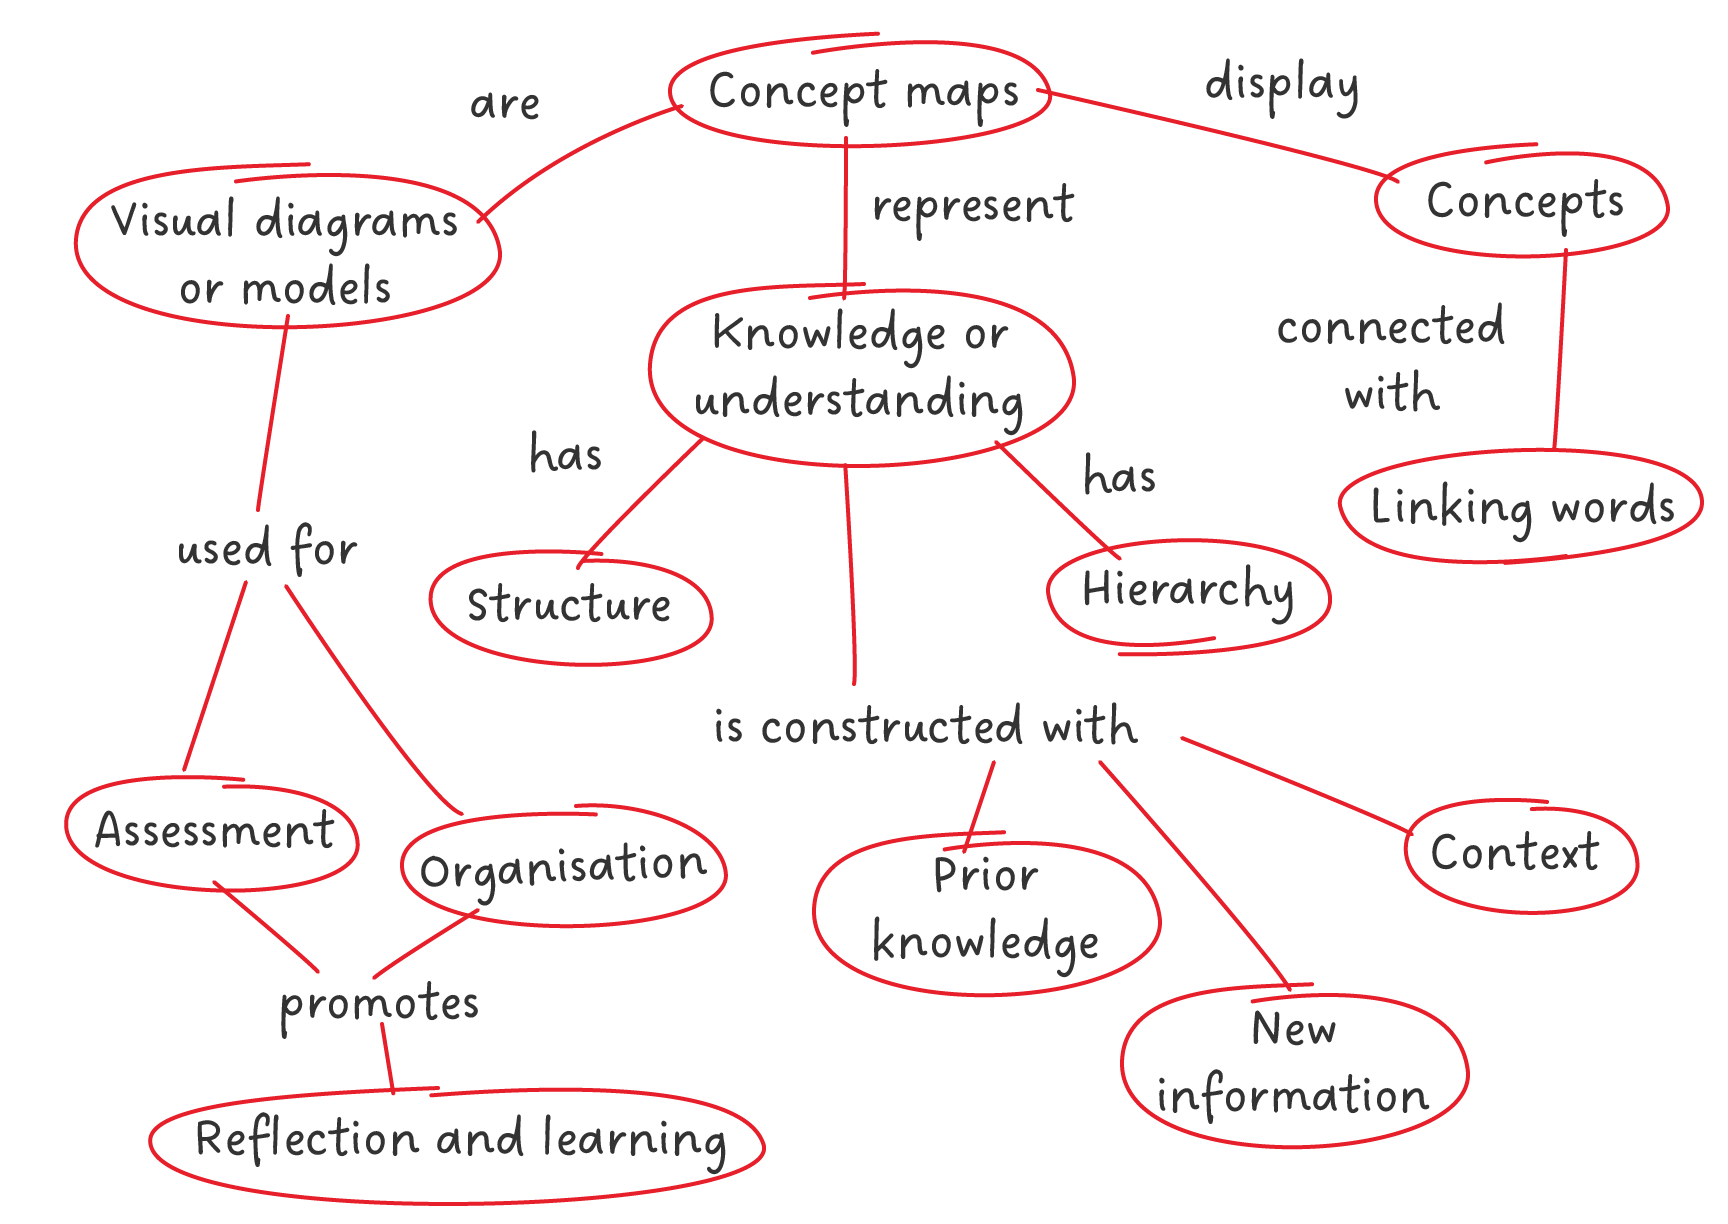 Concept maps
are
display
Visual diagrams
or models
represent
Concepts
Knowledge or
understanding
connected
with
has
has
Linking words
used for
Structure
Hierarchy
is constructed with
Assessment
Organisation
Prior
knowledge
Context
promotes
New
information
Reflection and learning